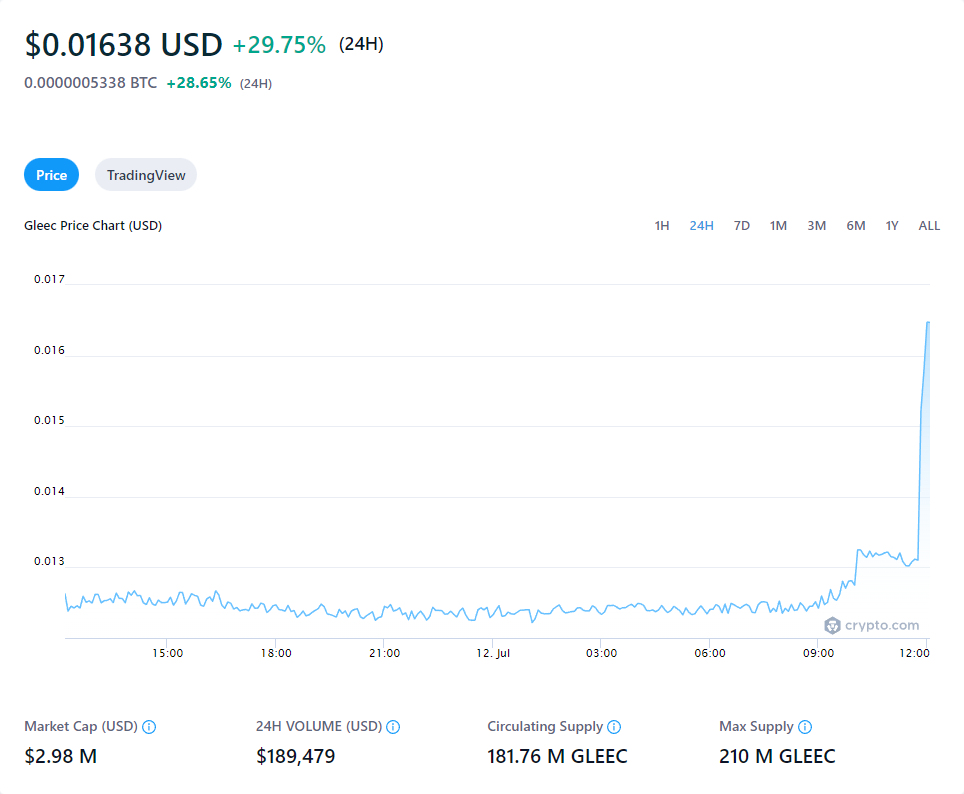 $0.01638 USD +29.75% (24H)
0.0000005338 BTC +28.65% (24H)
Price TradingView
Gleec Price Chart (USD) 1H 24H 7D 1M 3M 6M 1Y ALL
0.017
0.016
0.015
0.014
0.013
crypto.com
15:00 18:00 21:00 12. Jul 03:00 06:00 09:00 12:00
Market Cap (USD) 24H VOLUME (USD) Circulating Supply Max Supply
$2.98 M $189,479 181.76 M GLEEC 210 M GLEEC